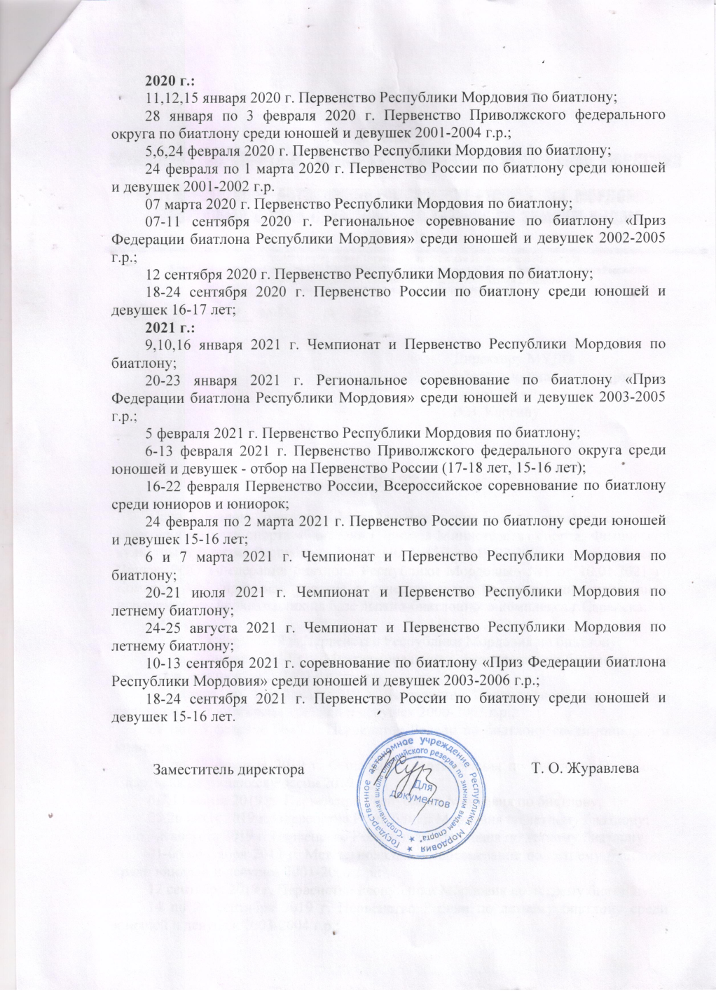 2020 г.:
11,12,15 января 2020 г. Первенство Республики Мордовия по биатлону;
28 января по 3 февраля 2020 г. Первенство Приволжского федерального
округа по биатлону среди юношей и девушек 2001-2004 г.р.;
5,6,24 февраля 2020 г. Первенство Республики Мордовия по биатлону;
24 февраля по 1 марта 2020 г. Первенство России по биатлону среди юношей
и девушек 2001-2002 г.р.
07 марта 2020 г. Первенство Республики Мордовия по биатлону;
07-11 сентября 2020 г. Региональное соревнование по биатлону «Приз
Федерации биатлона Республики Мордовия» среди юношей и девушек 2002-2005
г.р.;
12 сентября 2020 г. Первенство Республики Мордовия по биатлону;
18-24 сентября 2020 г. Первенство России по биатлону среди юношей и
девушек 16-17 лет;
2021 г.:
9,10,16 января 2021 г. Чемпионат и Первенство Республики Мордовия по
биатлону;
20-23 января 2021 г. Региональное соревнование по биатлону «Приз
Федерации биатлона Республики Мордовия» среди юношей и девушек 2003-2005
г.р.;
5 февраля 2021 г. Первенство Республики Мордовия по биатлону;
6-13 февраля 2021 г. Первенство Приволжского федерального округа среди
юношей и девушек - отбор на Первенство России (17-18 лет, 15-16 лет);
16-22 февраля Первенство России, Всероссийское соревнование по биатлону
среди юниоров и юниорок;
24 февраля по 2 марта 2021 г. Первенство России по биатлону среди юношей
и девушек 15-16 лет;
6 и 7 марта 2021 г. Чемпионат и Первенство Республики Мордовия по
биатлону;
20-21 июля 2021 г. Чемпионат и Первенство Республики Мордовия по
летнему биатлону;
24-25 августа 2021 г. Чемпионат и Первенство Республики Мордовия по
летнему биатлону;
10-13 сентября 2021 г. соревнование по биатлону «Приз Федерации биатлона
Республики Мордовия» среди юношей и девушек 2003-2006 г.р.;
18-24 сентября 2021 г. Первенство России по биатлону среди юношей и
девушек 15-16 лет.
Заместитель директора Т. О. Журавлева
Государственное автономное учреждение Республики Мордовия
"Спортивная школа олимпийского резерва по зимним видам спорта"
Для
документов